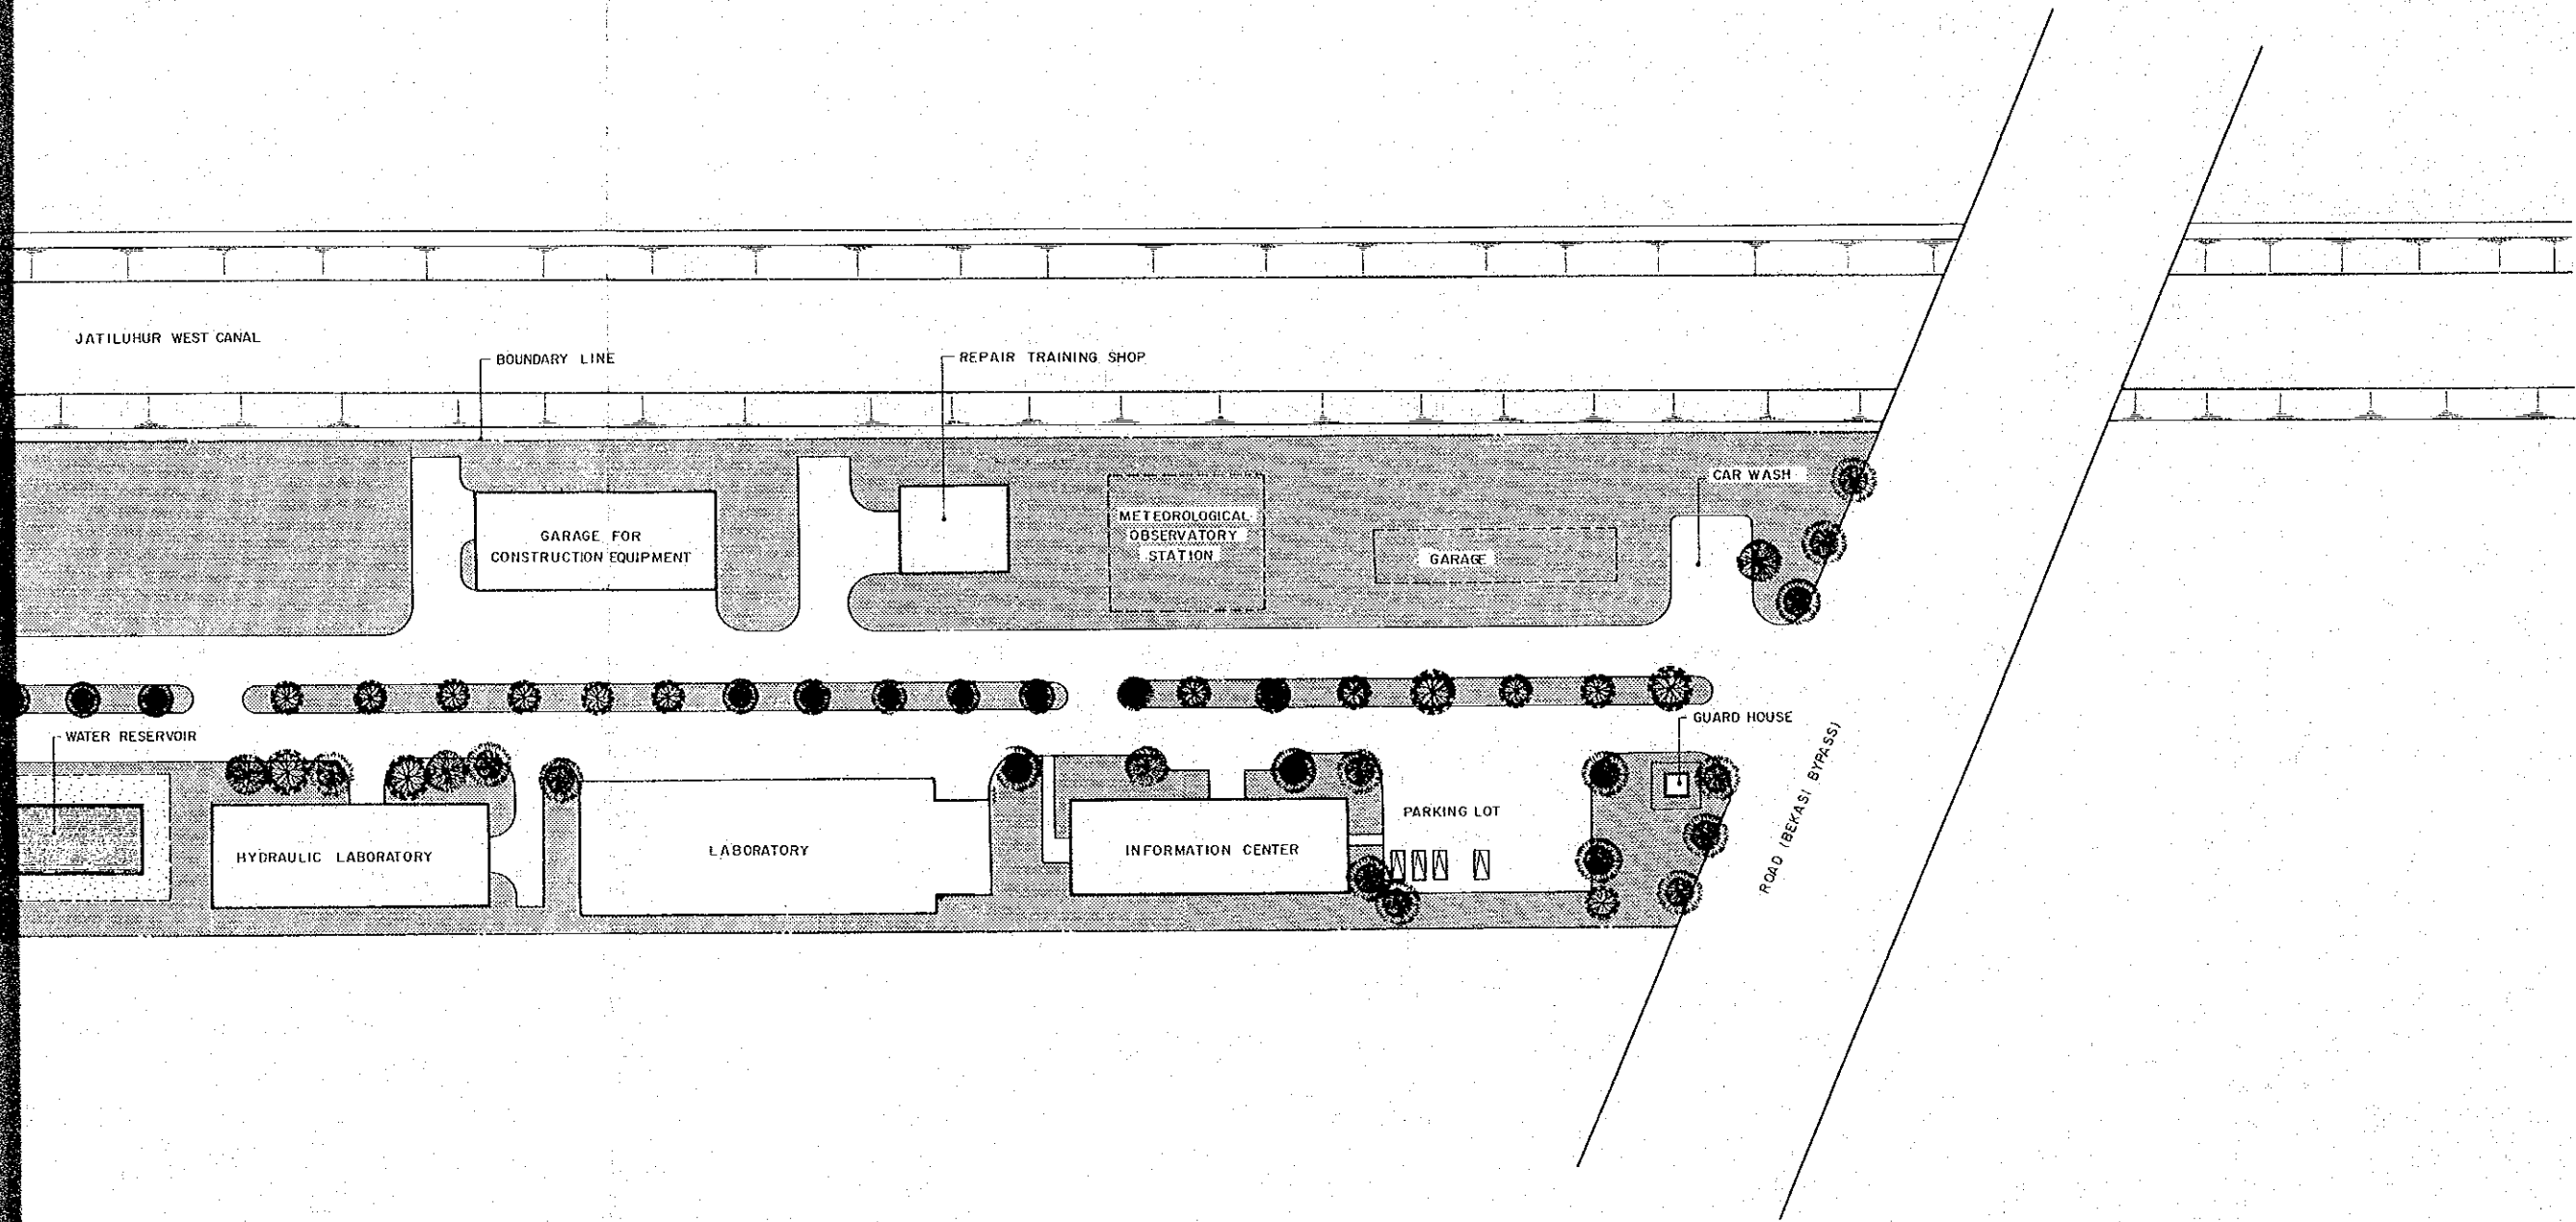 JATILUHUR WEST CANAL
BOUNDARY LINE
REPAIR TRAINING SHOP
CAR WASH
GARAGE FOR
CONSTRUCTION EQUIPMENT
METEOROLOGICAL
OBSERVATORY
STATION
GARAGE
WATER RESERVOIR
GUARD HOUSE
ROAD (BEKASI BYPASS)
HYDRAULIC LABORATORY
LABORATORY
INFORMATION CENTER
PARKING LOT